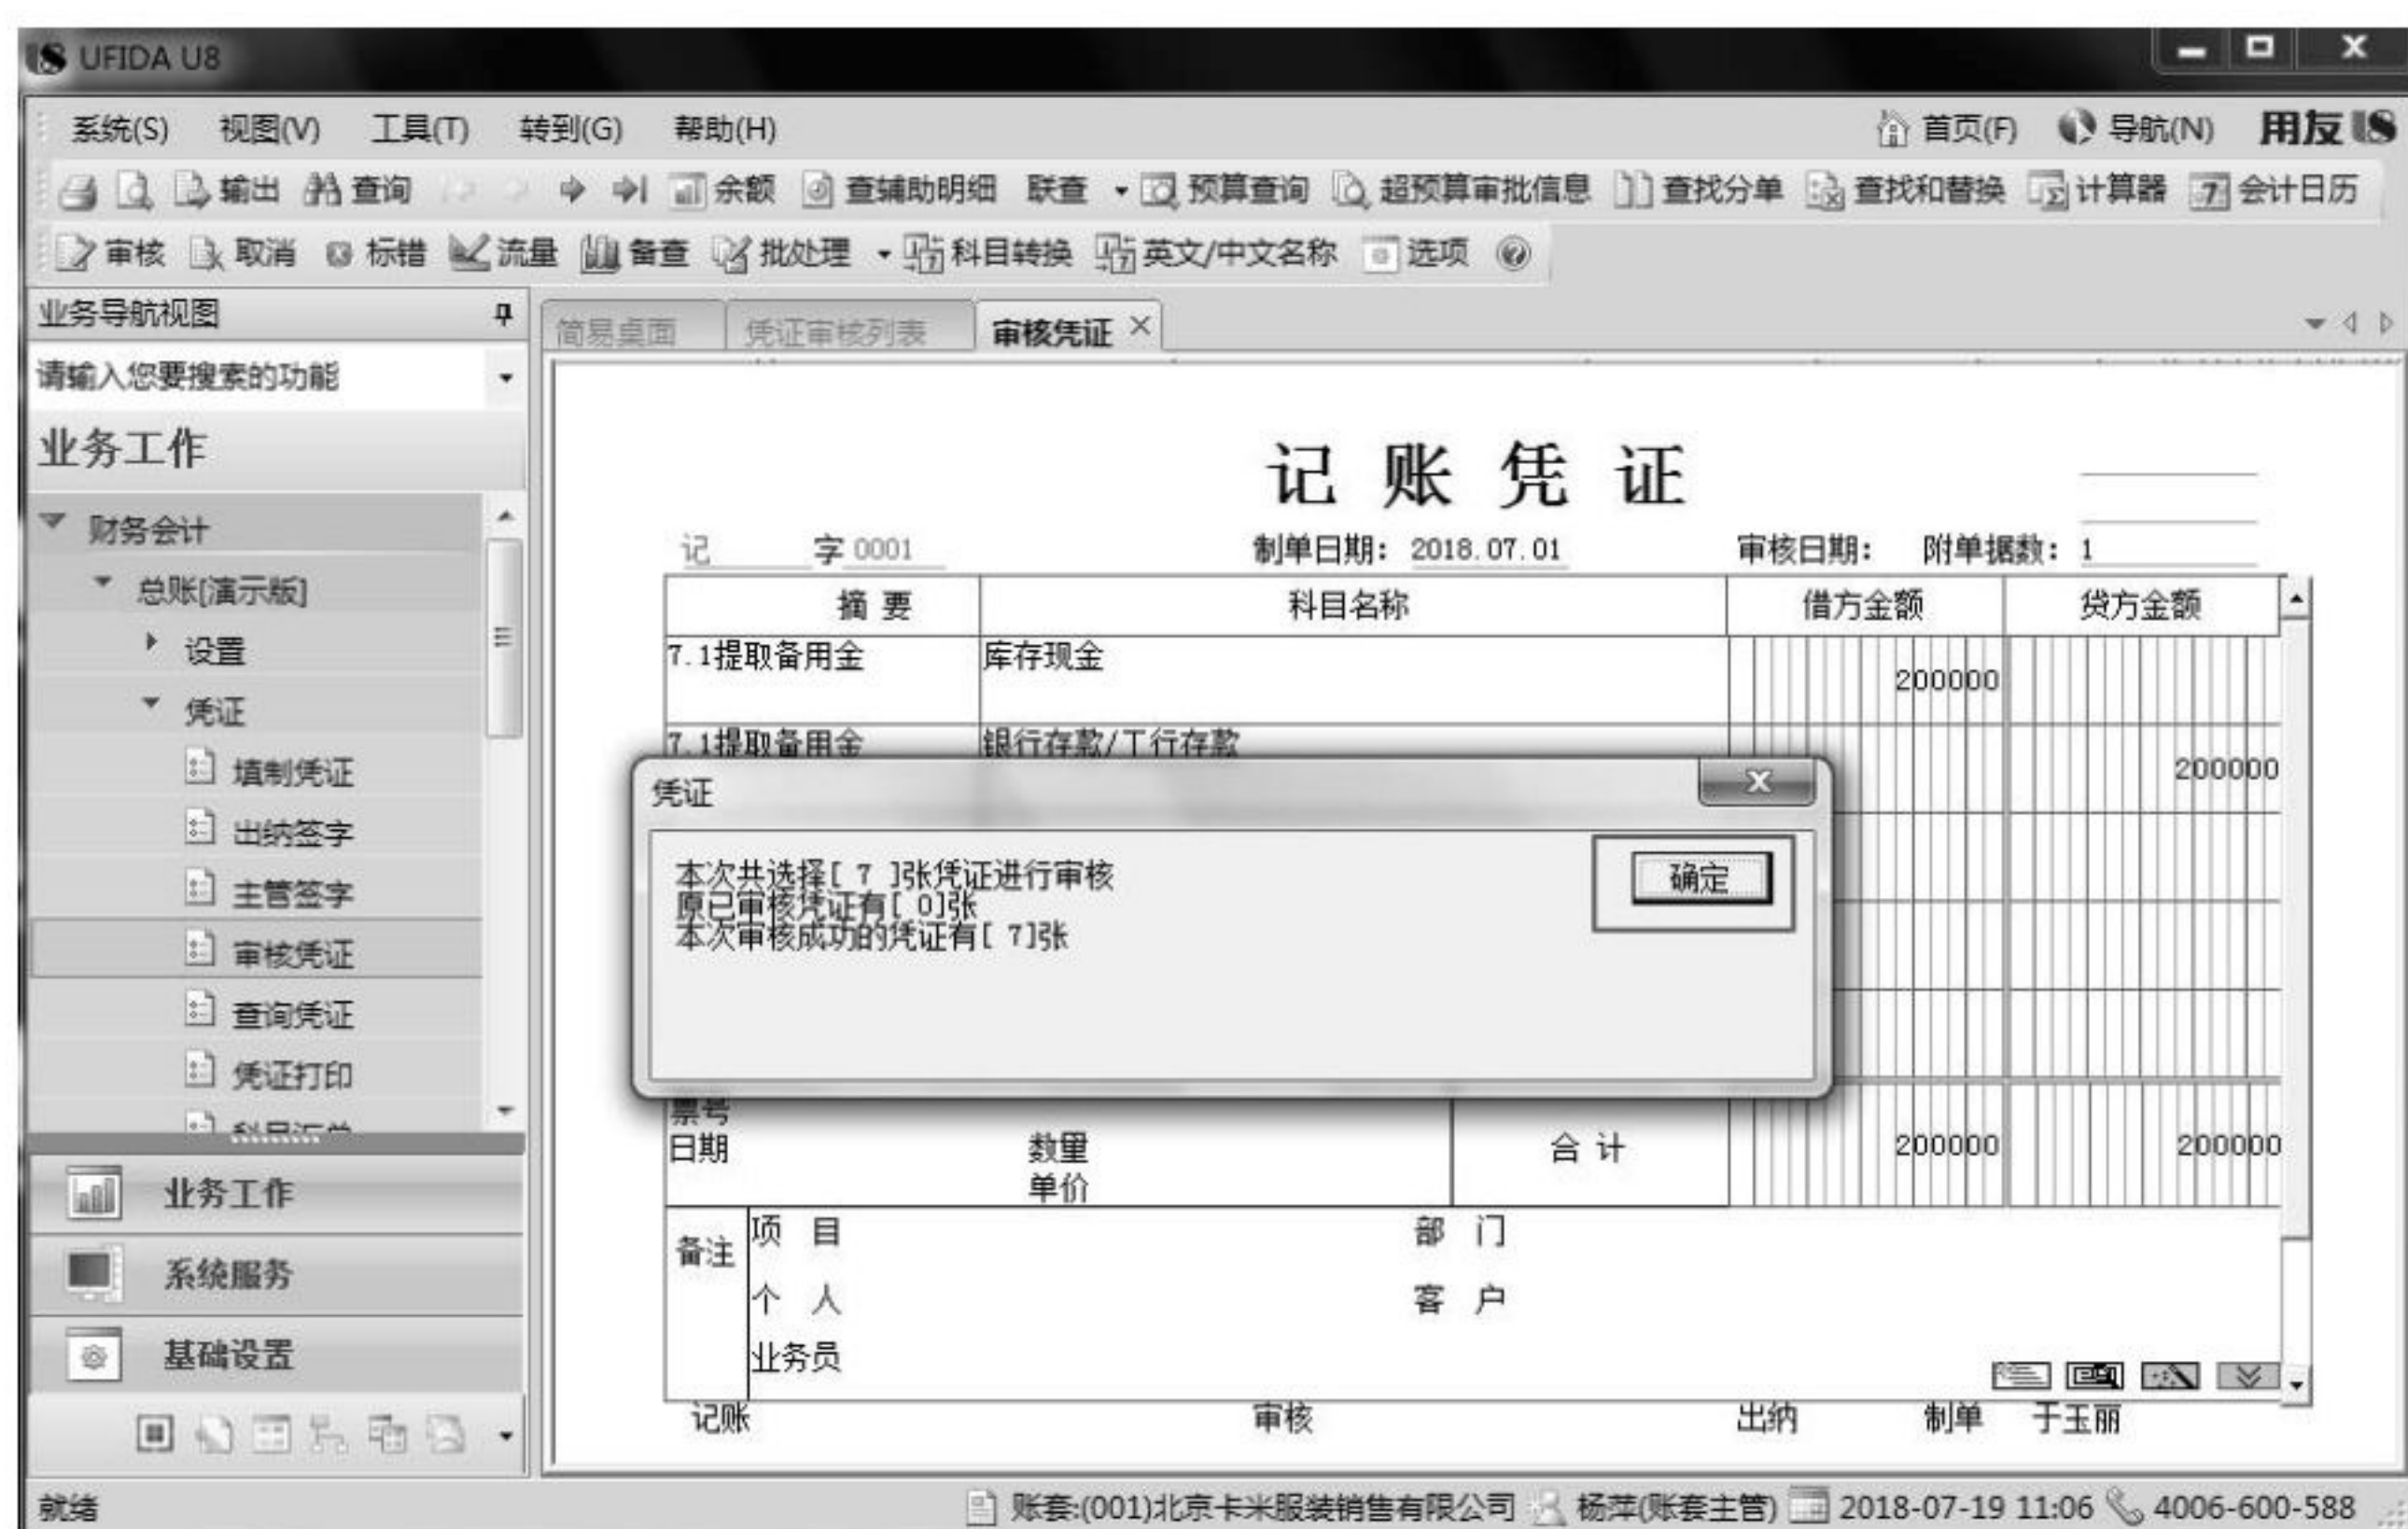 UFIDA U8
系统(S) 视图(V) 工具(T) 转到(G) 帮助(H) 首页(F) 导航(N) 用友U8
输出 查询 余额 查辅助明细 联查 预算查询 超预算审批信息 查找分单 查找和替换 计算器 会计日历
审核 取消 标错 流量 备查 批处理 科目转换 英文/中文名称 选项
业务导航视图
简易桌面 凭证审核列表 审核凭证
请输入您要搜索的功能
业务工作
财务会计
总账[演示版]
设置
凭证
填制凭证
出纳签字
主管签字
审核凭证
查询凭证
凭证打印
科目汇总
业务工作
系统服务
基础设置
记账凭证
记 字 0001 制单日期: 2018.07.01 审核日期: 附单据数: 1
摘 要 科目名称 借方金额 贷方金额
7.1提取备用金 库存现金 200000
7.1提取备用金 银行存款/工行存款 200000
凭证
本次共选择[ 7 ]张凭证进行审核
原已审核凭证有[ 0]张
本次审核成功的凭证有[ 7]张
确定
票号
日期 数量 合 计 200000 200000
单价
备注 项 目 部 门
个 人 客 户
业务员
记账 审核 出纳 制单 于玉丽
就绪 账套:(001)北京卡米服装销售有限公司 杨萍(账套主管) 2018-07-19 11:06 4006-600-588